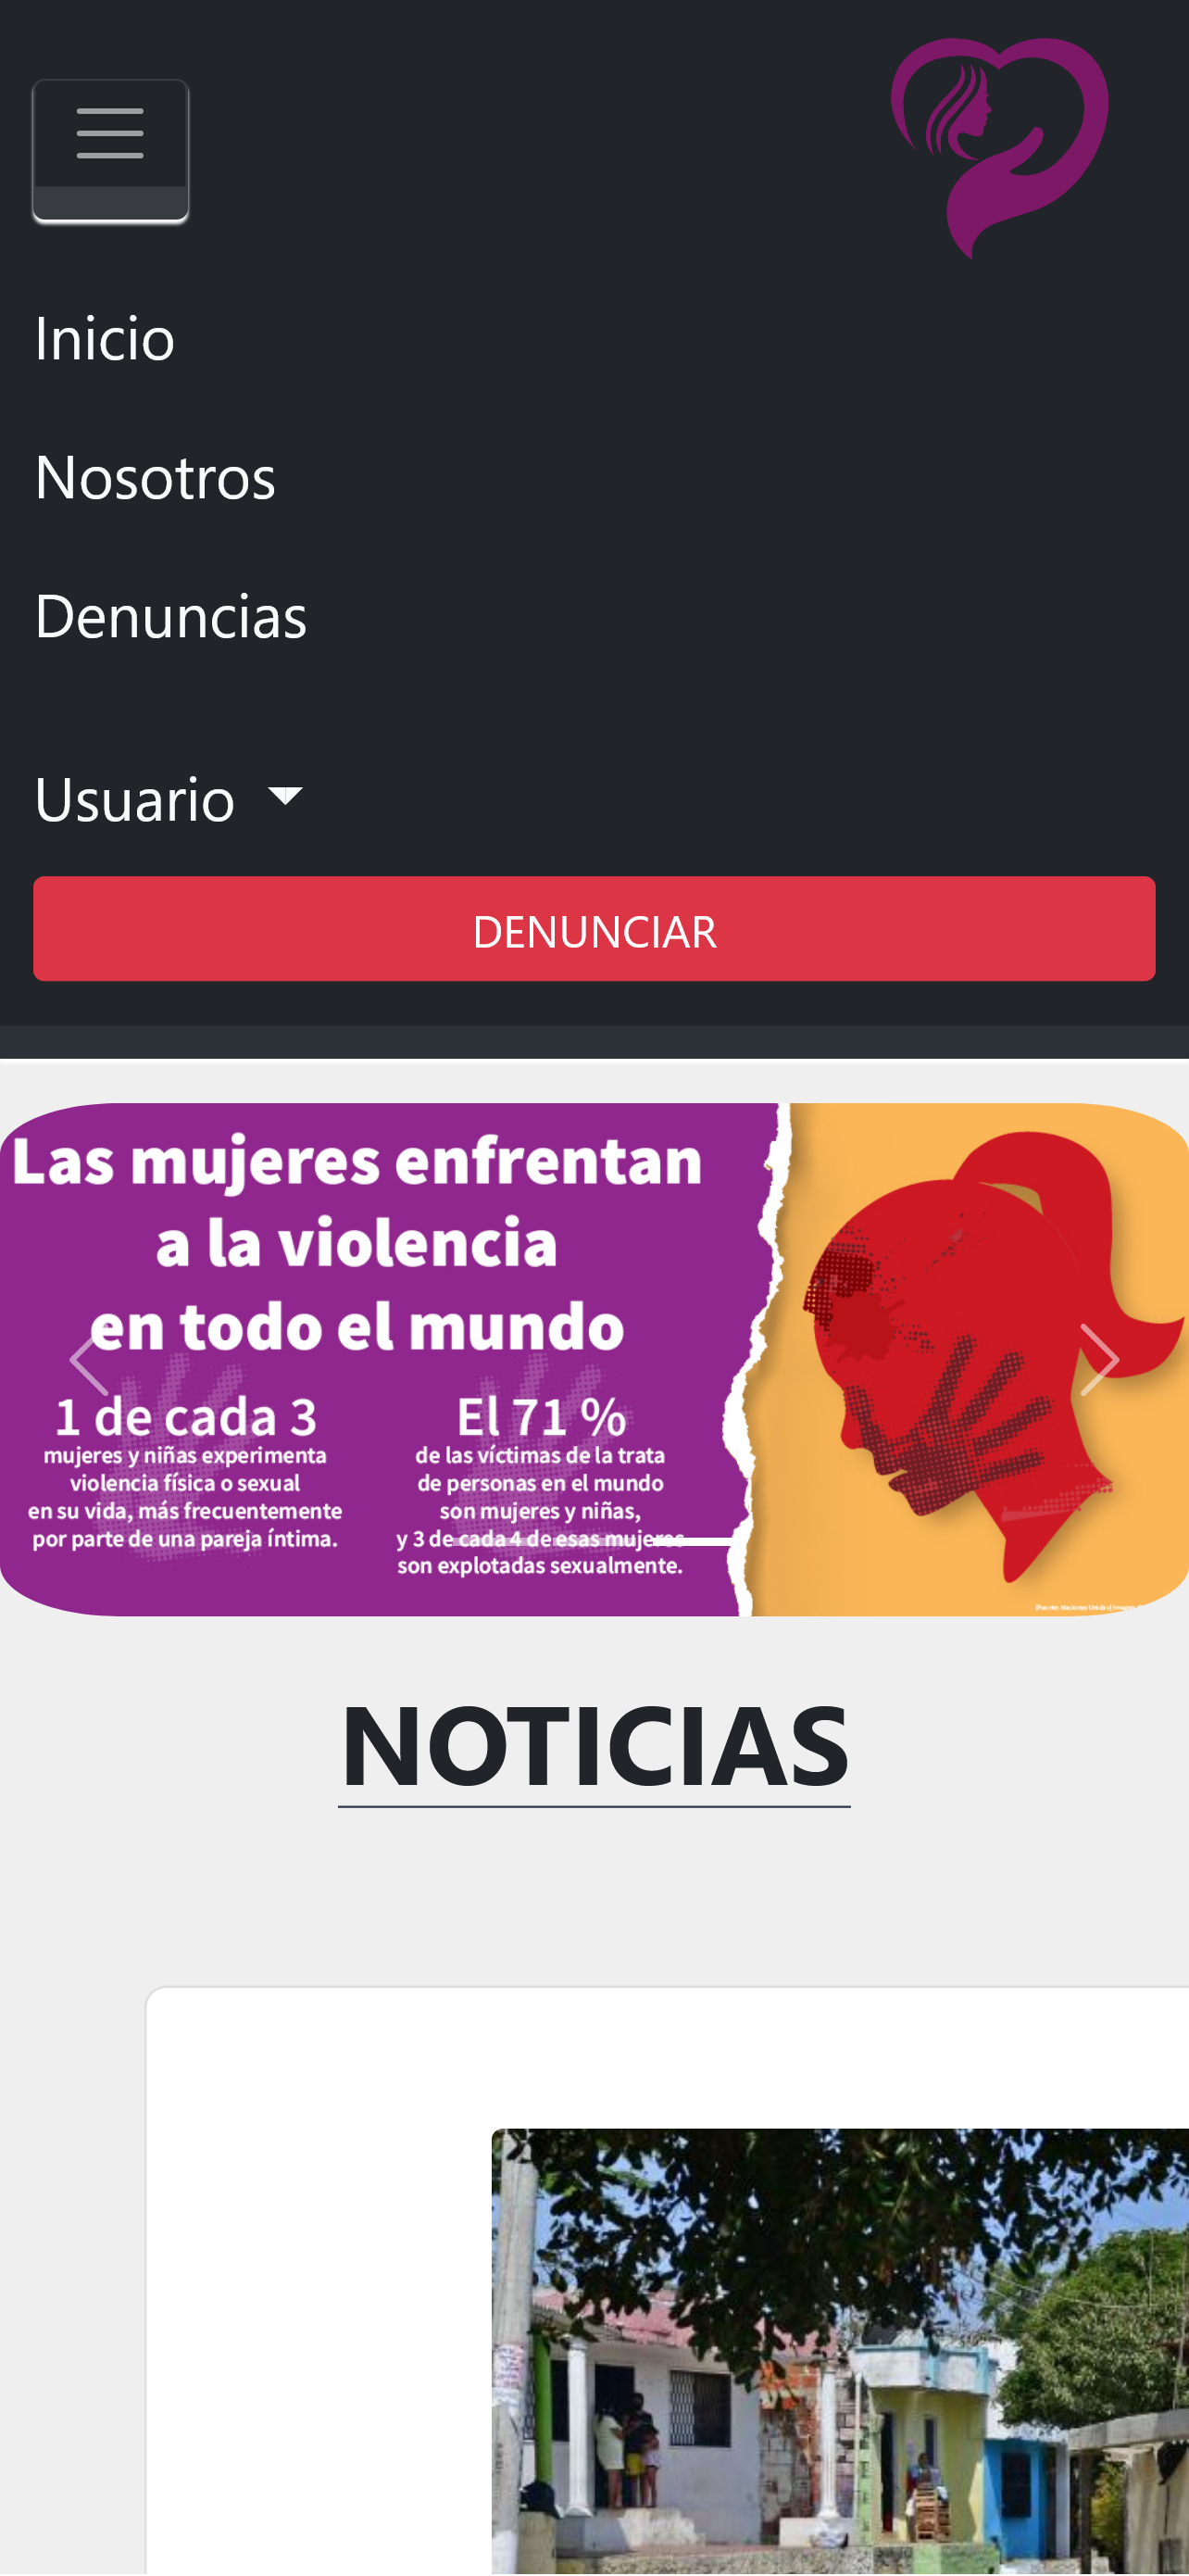 Inicio
Nosotros
Denuncias
Usuario
DENUNCIAR
Las mujeres enfrentan
a la violencia
en todo el mundo
1 de cada 3
mujeres y niñas experimenta
violencia física o sexual
en su vida, más frecuentemente
por parte de una pareja íntima.
El 71 %
de las víctimas de la trata
de personas en el mundo
son mujeres y niñas,
y 3 de cada 4 de esas mujeres
son explotadas sexualmente.
(Fuente: Naciones Unidas)
NOTICIAS